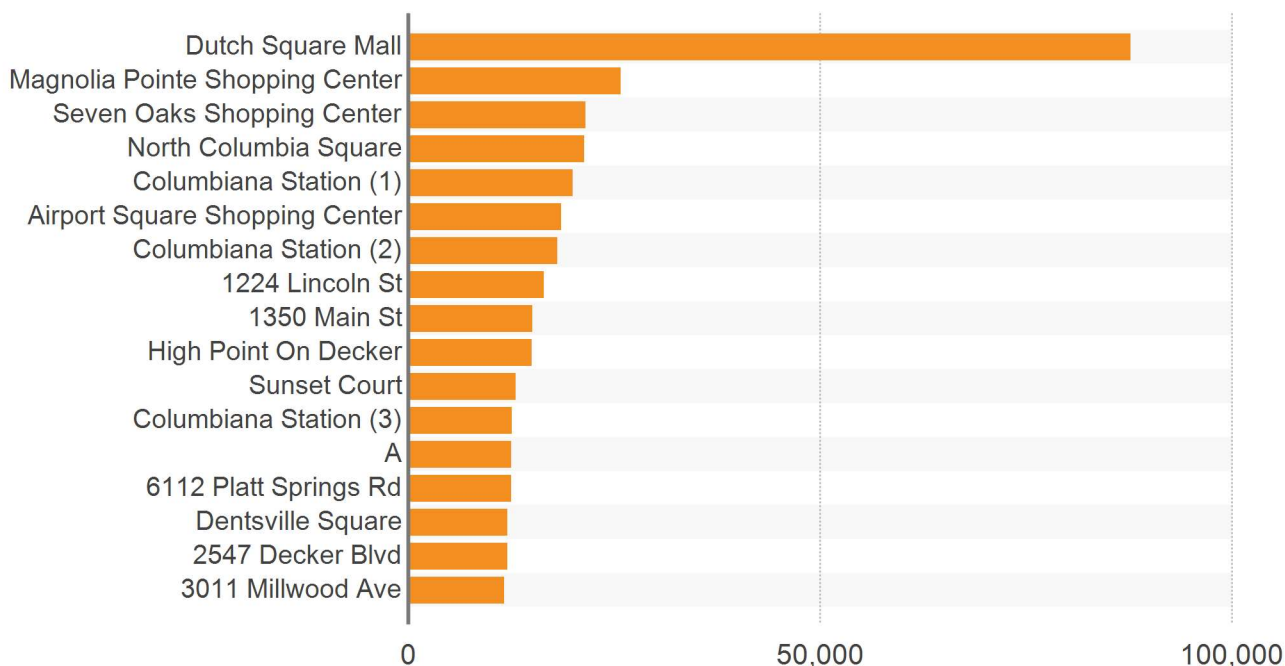 Dutch Square Mall
Magnolia Pointe Shopping Center
Seven Oaks Shopping Center
North Columbia Square
Columbiana Station (1)
Airport Square Shopping Center
Columbiana Station (2)
1224 Lincoln St
1350 Main St
High Point On Decker
Sunset Court
Columbiana Station (3)
A
6112 Platt Springs Rd
Dentsville Square
2547 Decker Blvd
3011 Millwood Ave
0 50,000 100,000